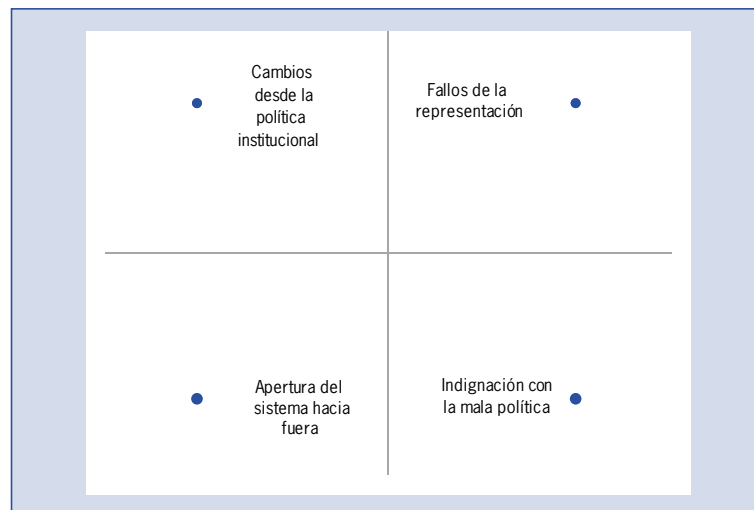 Cambios
desde la
política
institucional
Fallos de la
representación
Apertura del
sistema hacia
fuera
Indignación con
la mala política